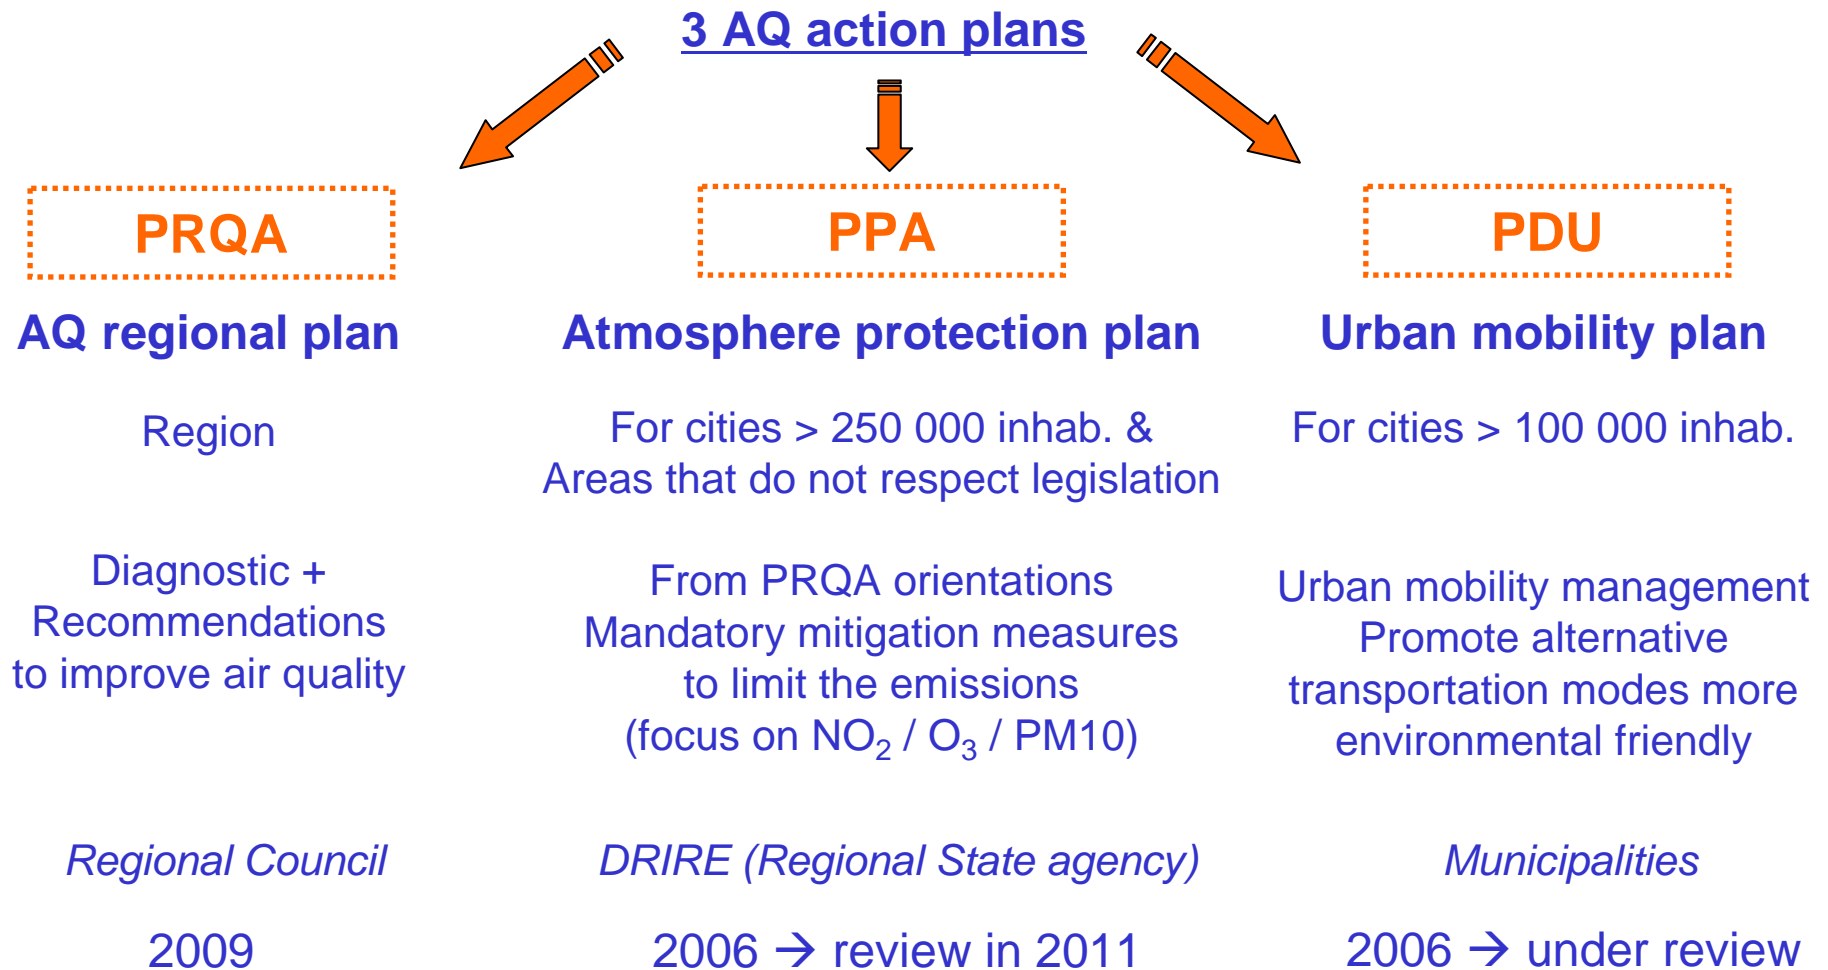 3 AQ action plans
PRQA
AQ regional plan
Region
Diagnostic +
Recommendations
to improve air quality
Regional Council
2009
PPA
Atmosphere protection plan
For cities > 250 000 inhab. &
Areas that do not respect legislation
From PRQA orientations
Mandatory mitigation measures
to limit the emissions
(focus on NO₂ / O₃ / PM10)
DRIRE (Regional State agency)
2006 → review in 2011
PDU
Urban mobility plan
For cities > 100 000 inhab.
Urban mobility management
Promote alternative
transportation modes more
environmental friendly
Municipalities
2006 → under review